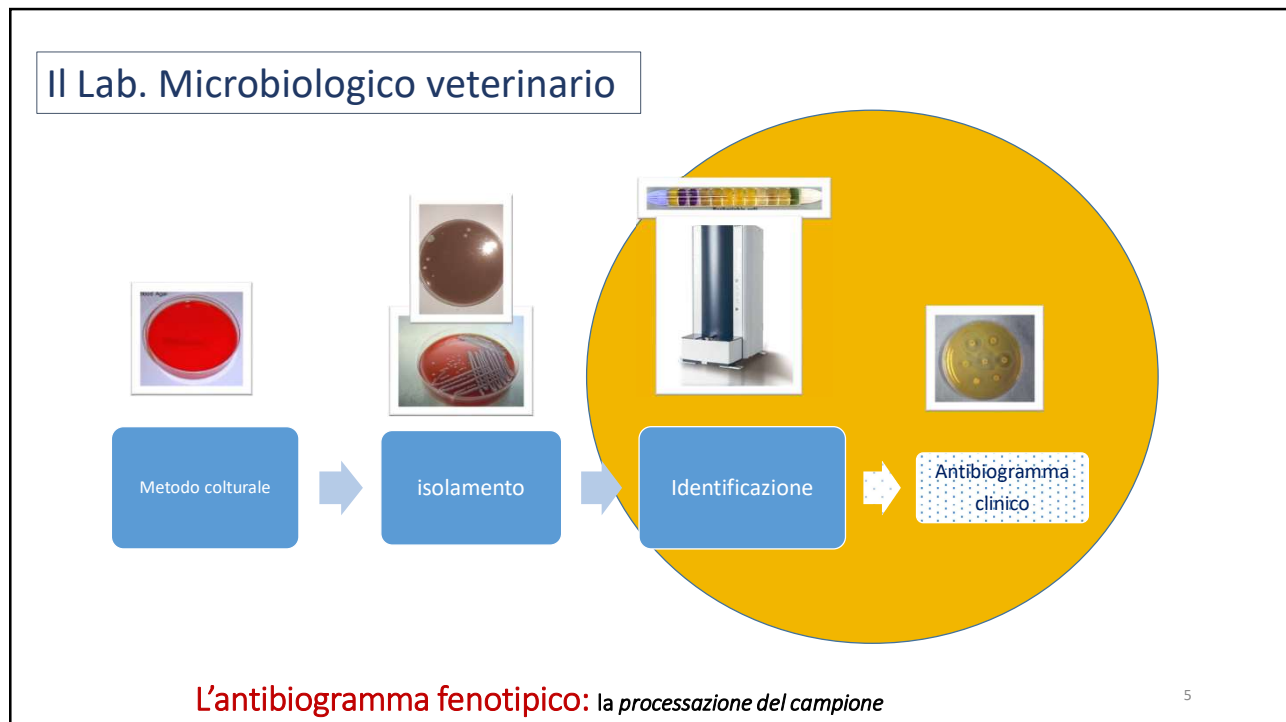 Il Lab. Microbiologico veterinario
Metodo colturale
isolamento
Identificazione
Antibiogramma
clinico
L'antibiogramma fenotipico: la processazione del campione
5